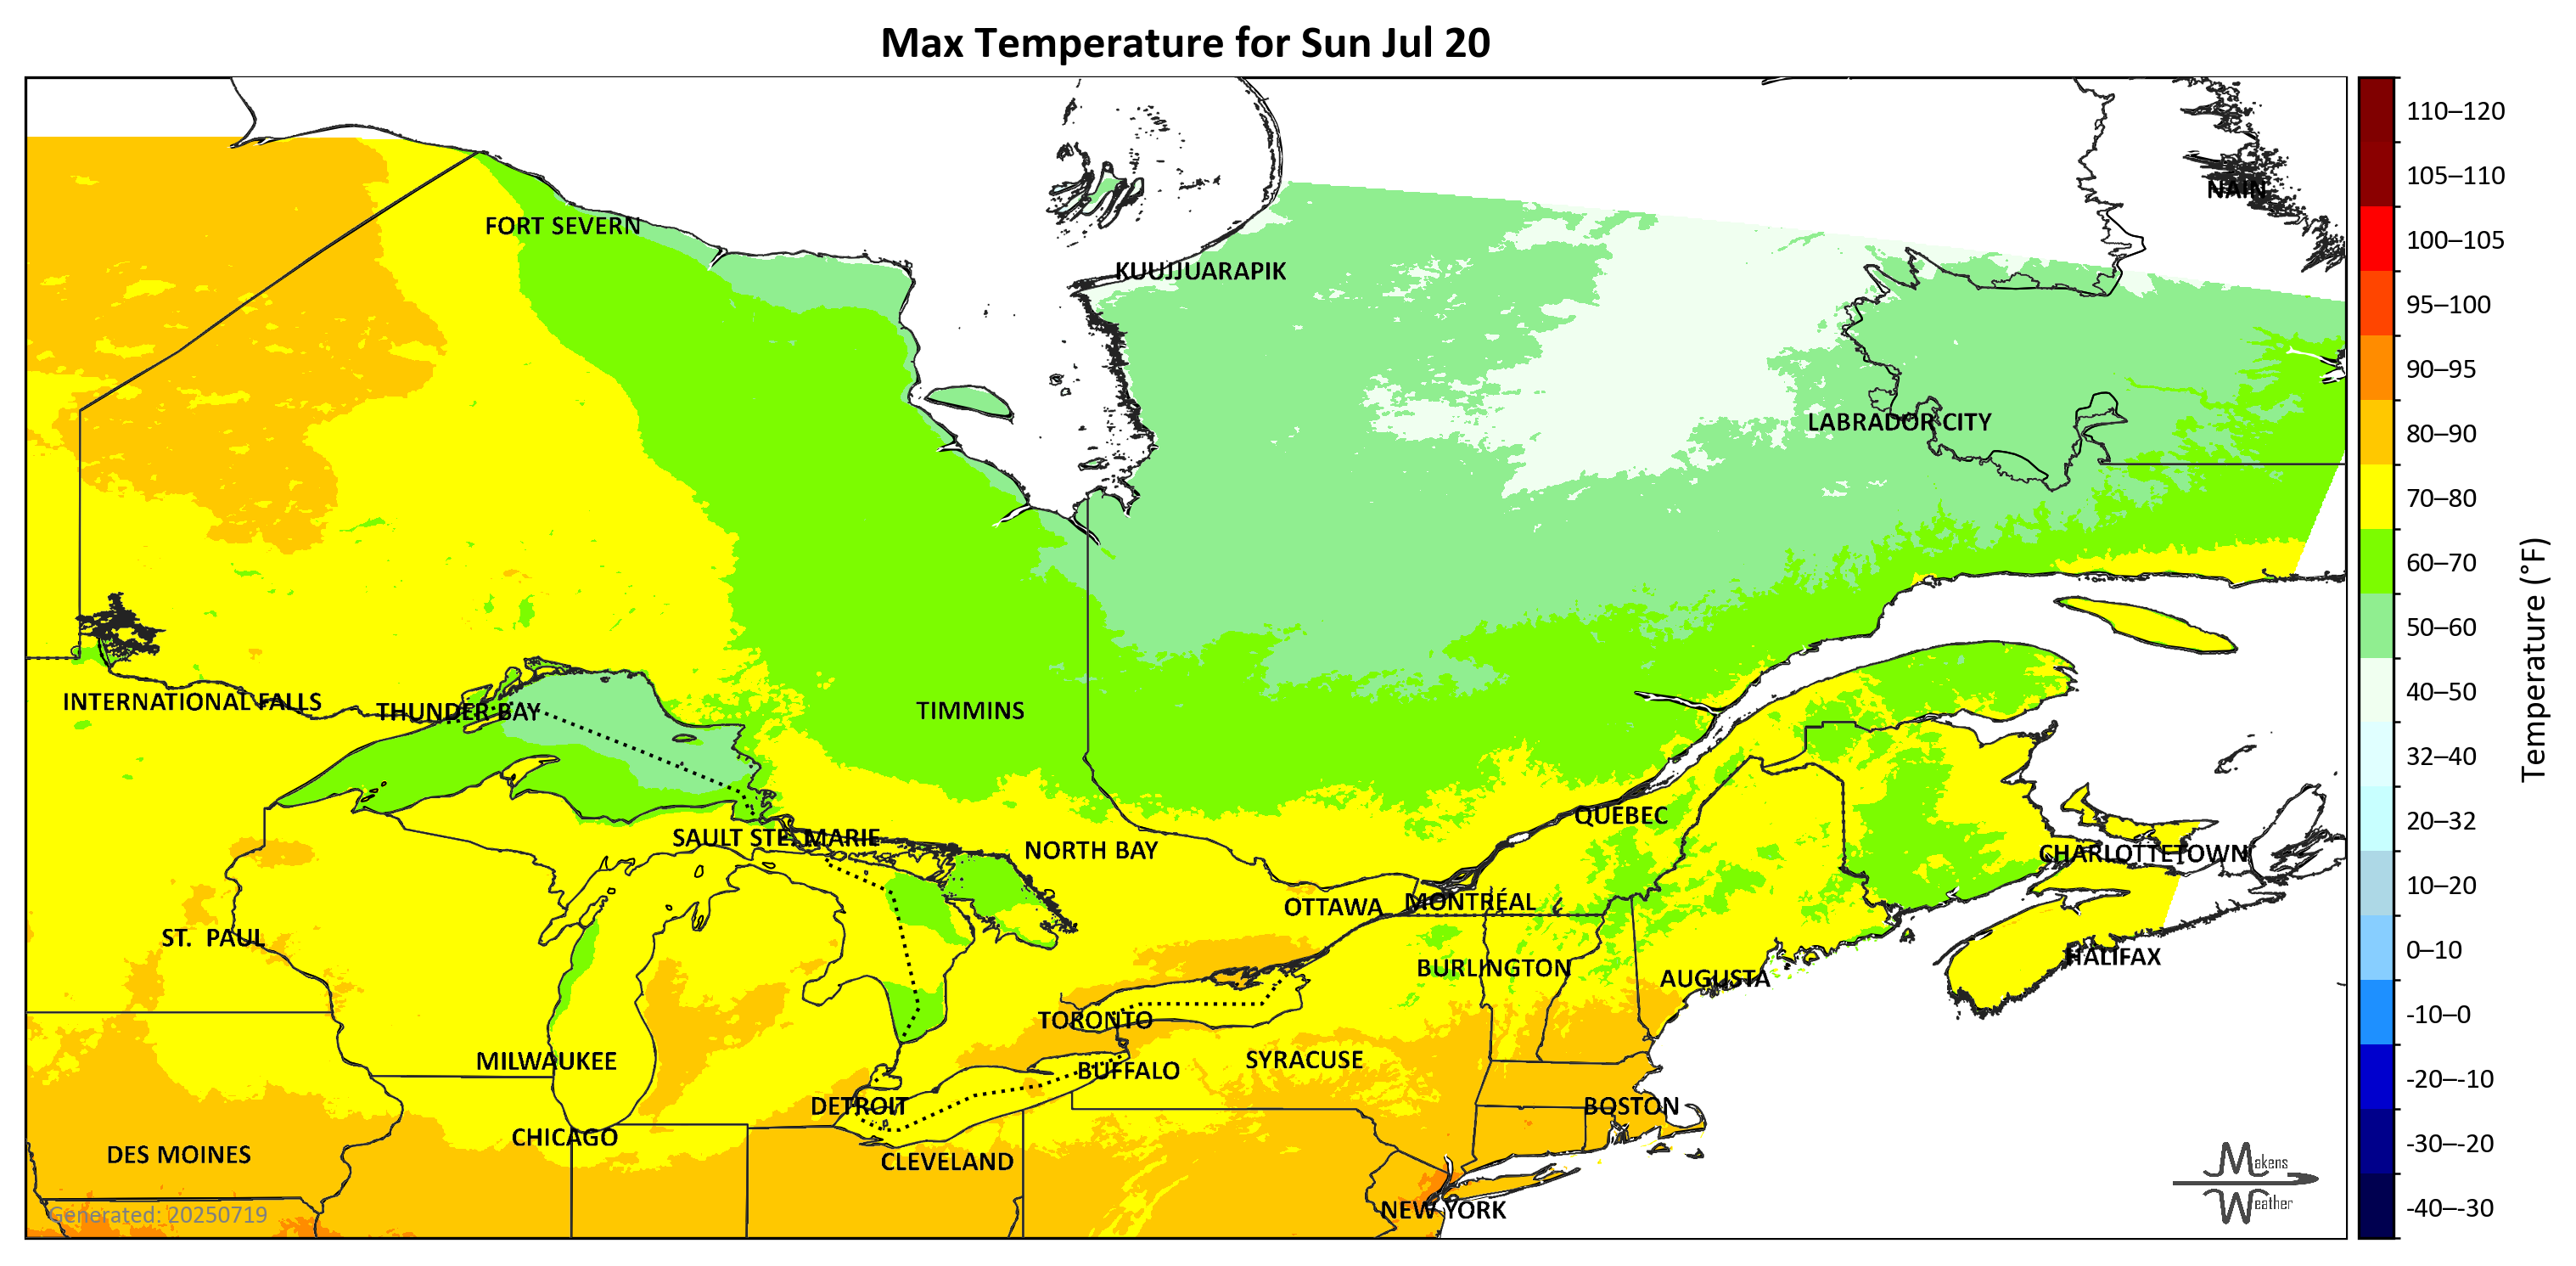 Max Temperature for Sun Jul 20
NAIN
FORT SEVERN
KUUJJUARAPIK
LABRADOR CITY
INTERNATIONAL FALLS
THUNDER BAY
TIMMINS
QUÉBEC
SAULT STE. MARIE
NORTH BAY
CHARLOTTETOWN
OTTAWA
MONTRÉAL
ST. PAUL
HALIFAX
BURLINGTON
AUGUSTA
TORONTO
MILWAUKEE
SYRACUSE
BUFFALO
DETROIT
BOSTON
CHICAGO
DES MOINES
CLEVELAND
NEW YORK
Generated: 20250719
Makens
Weather
110–120
105–110
100–105
95–100
90–95
80–90
70–80
60–70
50–60
40–50
32–40
20–32
10–20
0–10
-10–0
-20–-10
-30–-20
-40–-30
Temperature (°F)